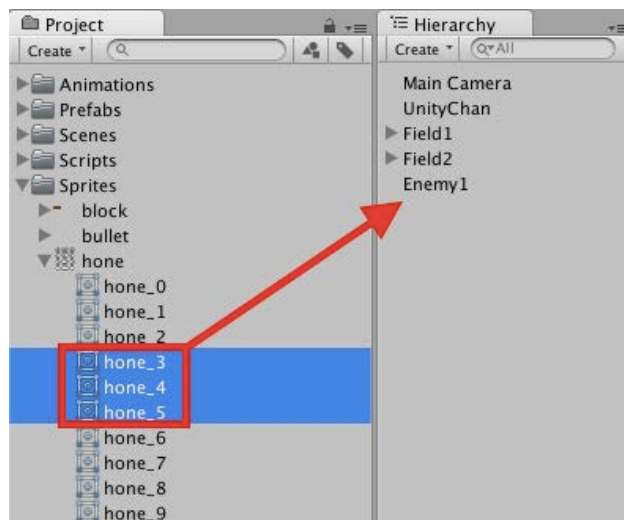 Project
Create
Animations
Prefabs
Scenes
Scripts
Sprites
block
bullet
hone
hone_0
hone_1
hone_2
hone_3
hone_4
hone_5
hone_6
hone_7
hone_8
hone_9
Hierarchy
Create All
Main Camera
UnityChan
Field1
Field2
Enemy1